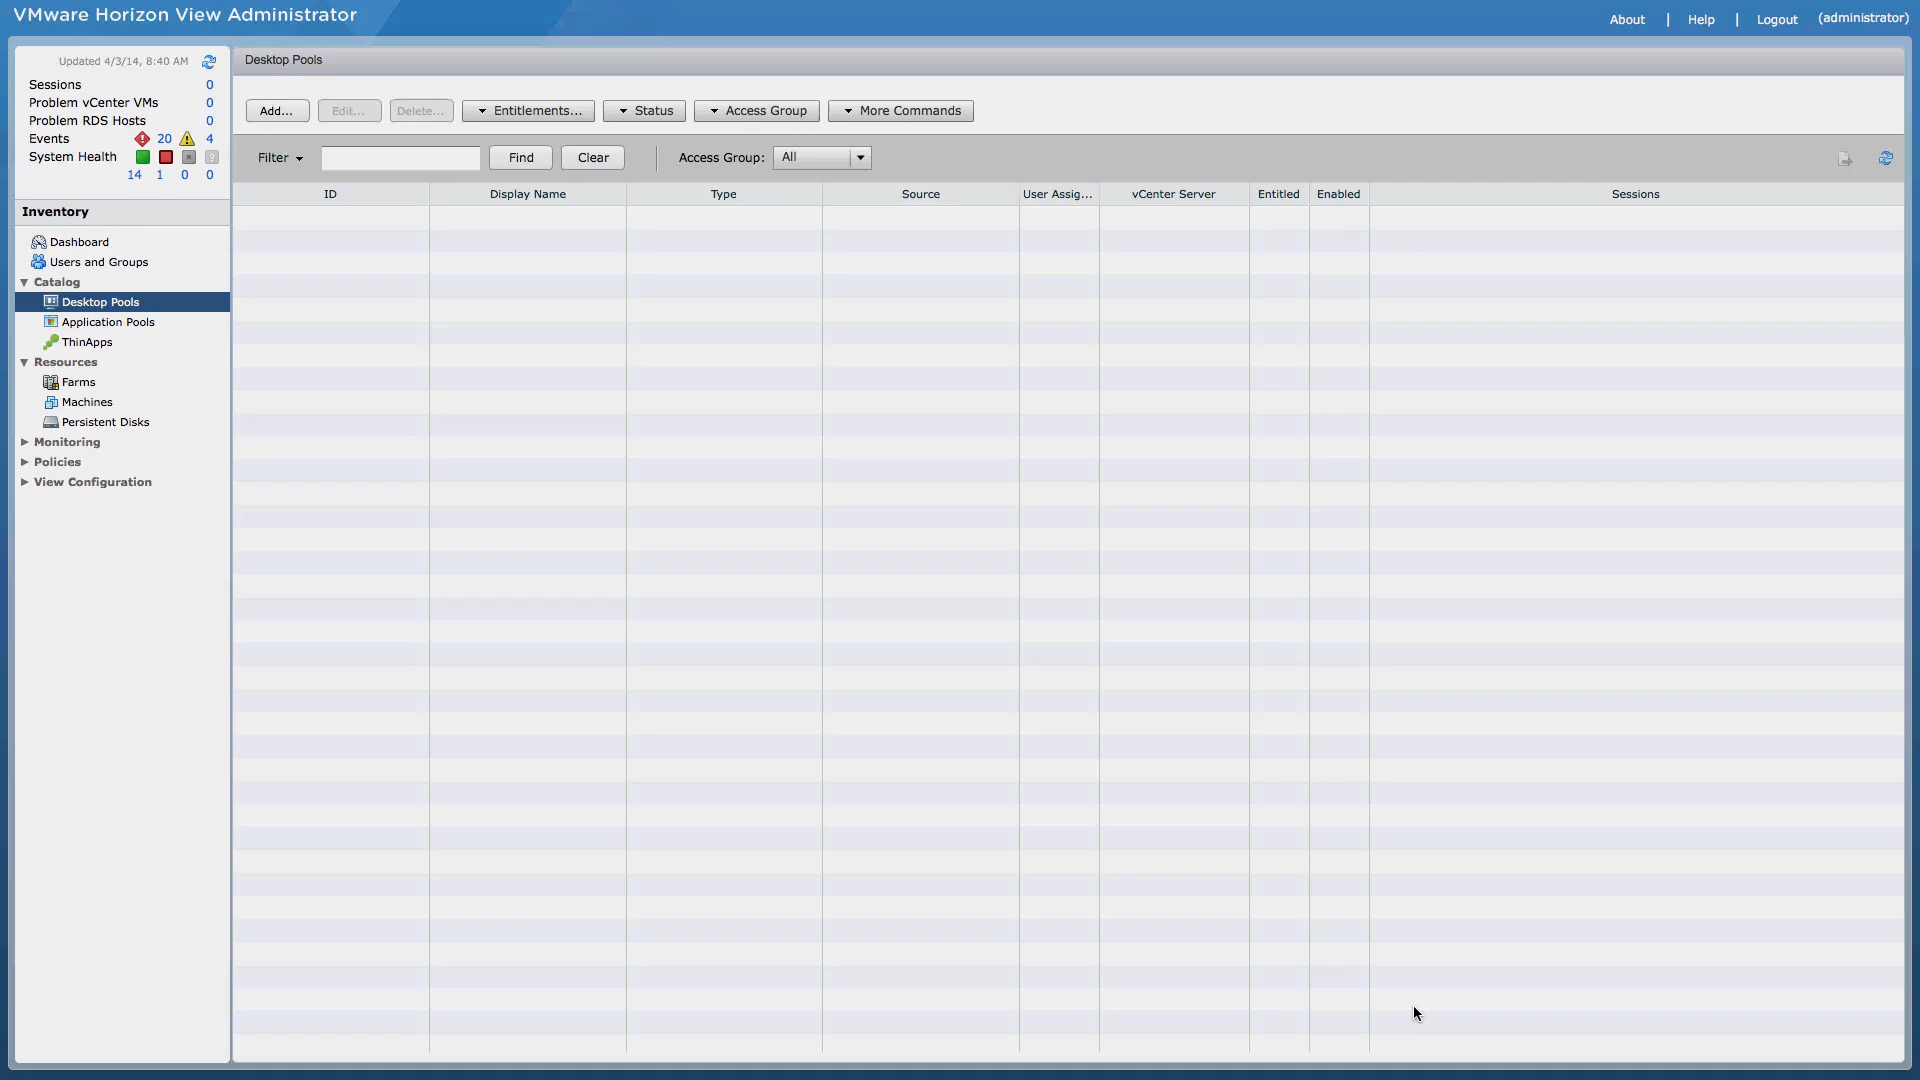 VMware Horizon View Administrator
About | Help | Logout (administrator)
Updated 4/3/14, 8:40 AM
Sessions 0
Problem vCenter VMs 0
Problem RDS Hosts 0
Events 20 4
System Health
14 1 0 0
Inventory
Dashboard
Users and Groups
Catalog
Desktop Pools
Application Pools
ThinApps
Resources
Farms
Machines
Persistent Disks
Monitoring
Policies
View Configuration
Desktop Pools
Add... Edit... Delete... Entitlements... Status Access Group More Commands
Filter Find Clear Access Group: All
ID Display Name Type Source User Assig... vCenter Server Entitled Enabled Sessions